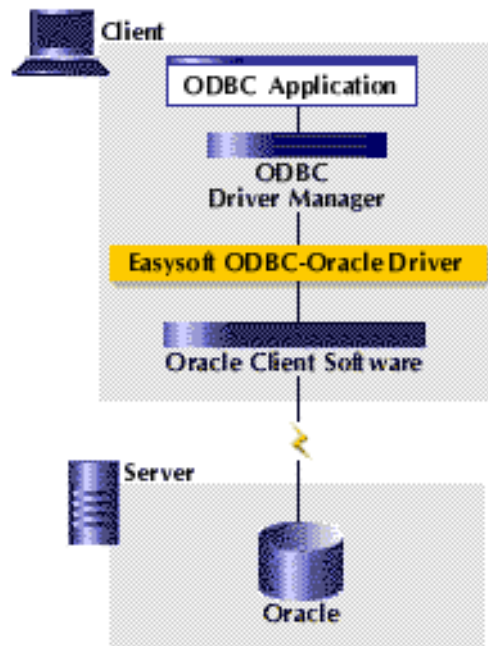 Client
ODBC Application
ODBC
Driver Manager
Easysoft ODBC-Oracle Driver
Oracle Client Software
Server
Oracle